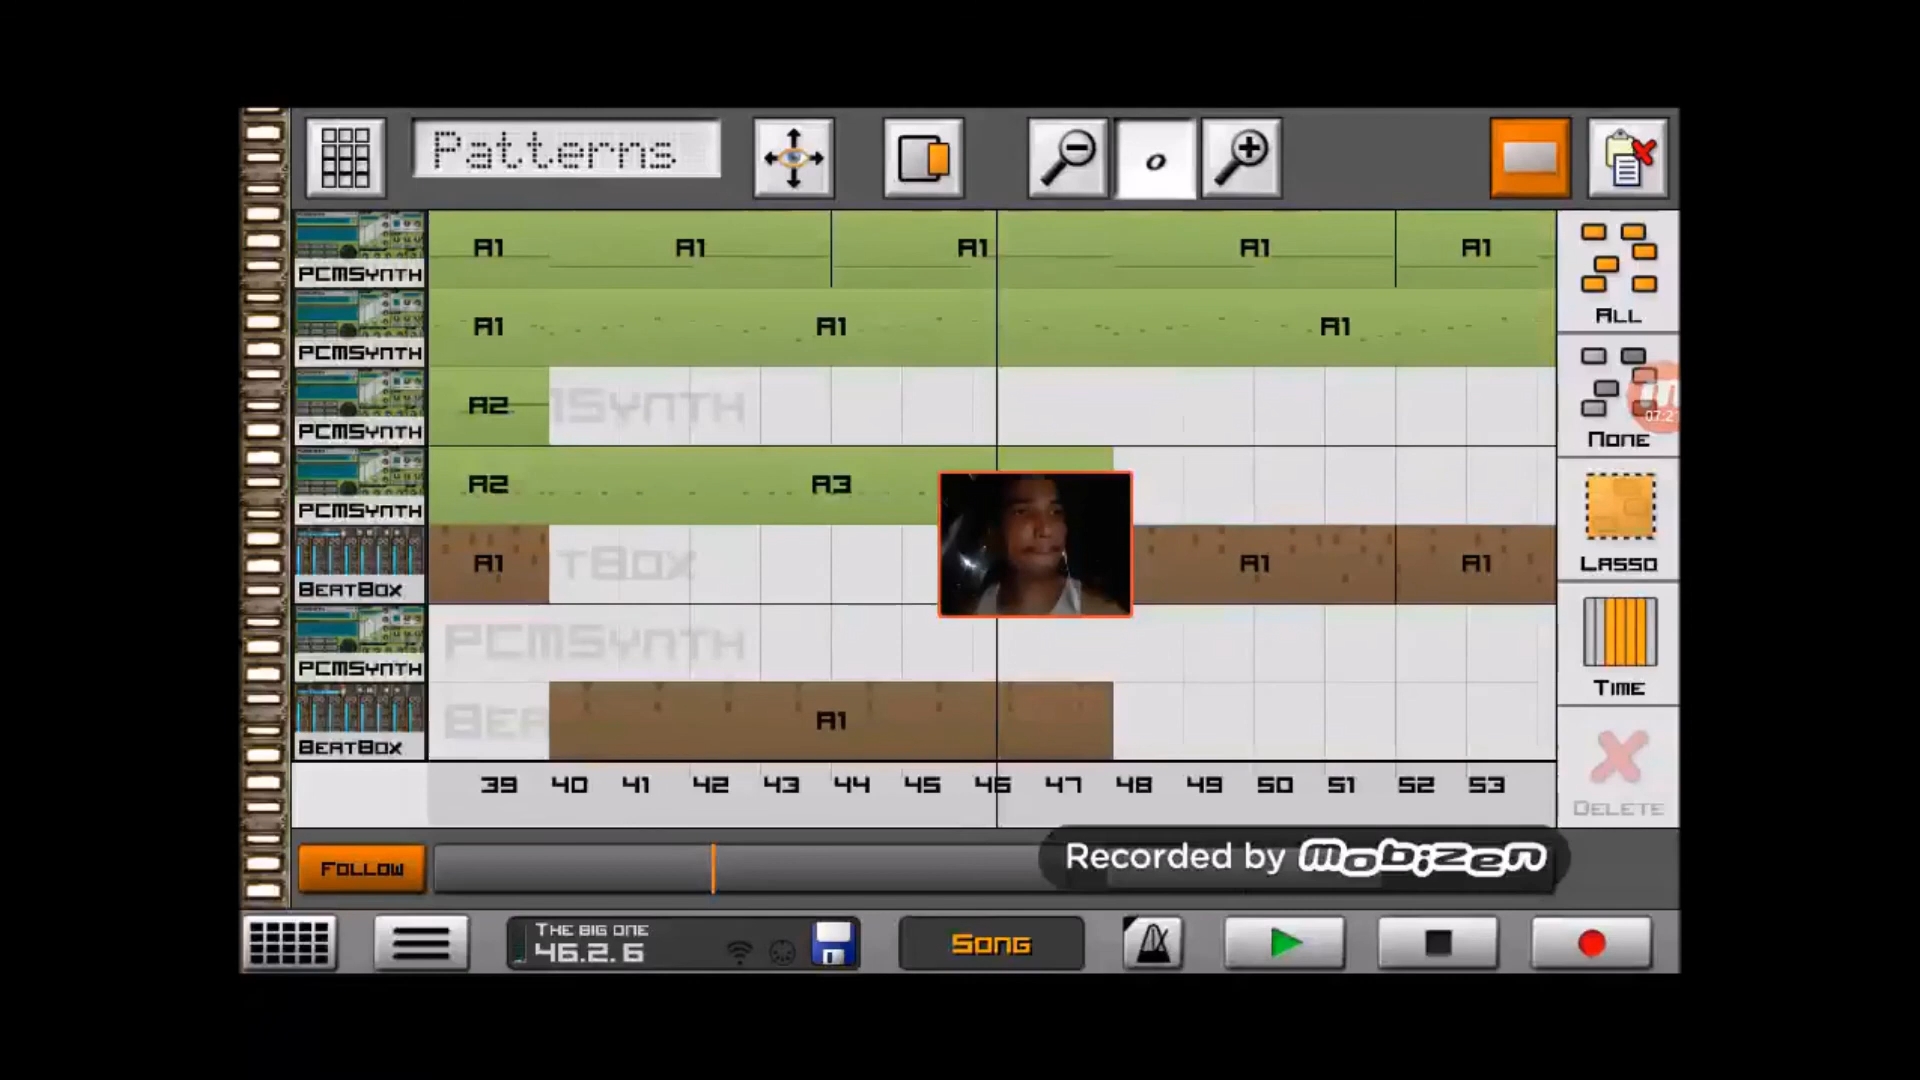 Patterns
o
PCMSynth
A1 A1 A1 A1 A1
PCMSynth
A1 A1 A1
PCMSynth
A2
PCMSynth
A2 A3
BeatBox
A1 tBox A1 A1
PCMSynth
PCMSynth
BeatBox
A1
39 40 41 42 43 44 45 46 47 48 49 50 51 52 53
All
None
Lasso
Time
Delete
Follow
Recorded by mobizen
The big one
46.2.6
Song